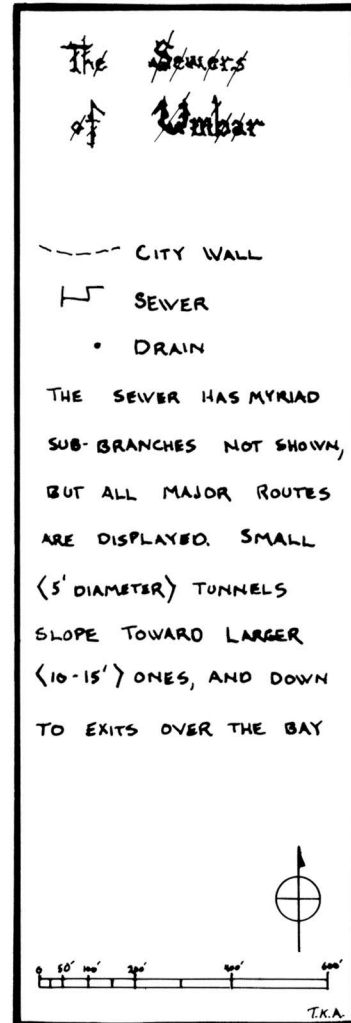 The Sewers
of Umbar
CITY WALL
SEWER
DRAIN
THE SEWER HAS MYRIAD
SUB-BRANCHES NOT SHOWN,
BUT ALL MAJOR ROUTES
ARE DISPLAYED. SMALL
<5' DIAMETER> TUNNELS
SLOPE TOWARD LARGER
<10-15'> ONES, AND DOWN
TO EXITS OVER THE BAY
0 50' 100' 200' 400' 600'
T.K.A.